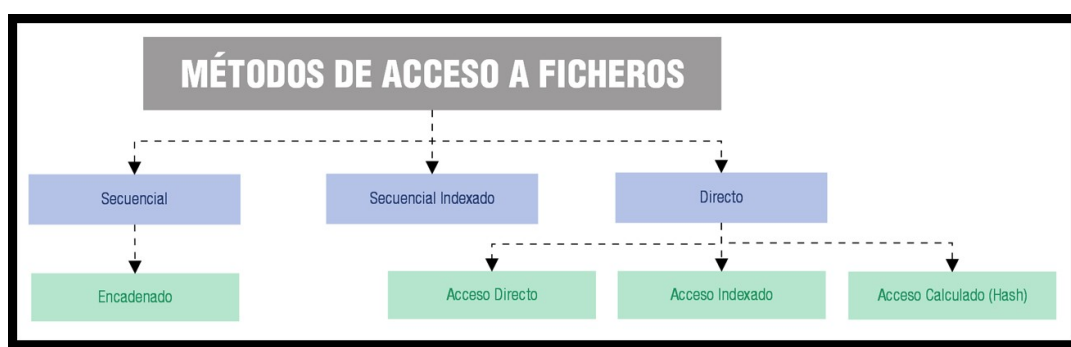 MÉTODOS DE ACCESO A FICHEROS
Secuencial
Secuencial Indexado
Directo
Encadenado
Acceso Directo
Acceso Indexado
Acceso Calculado (Hash)